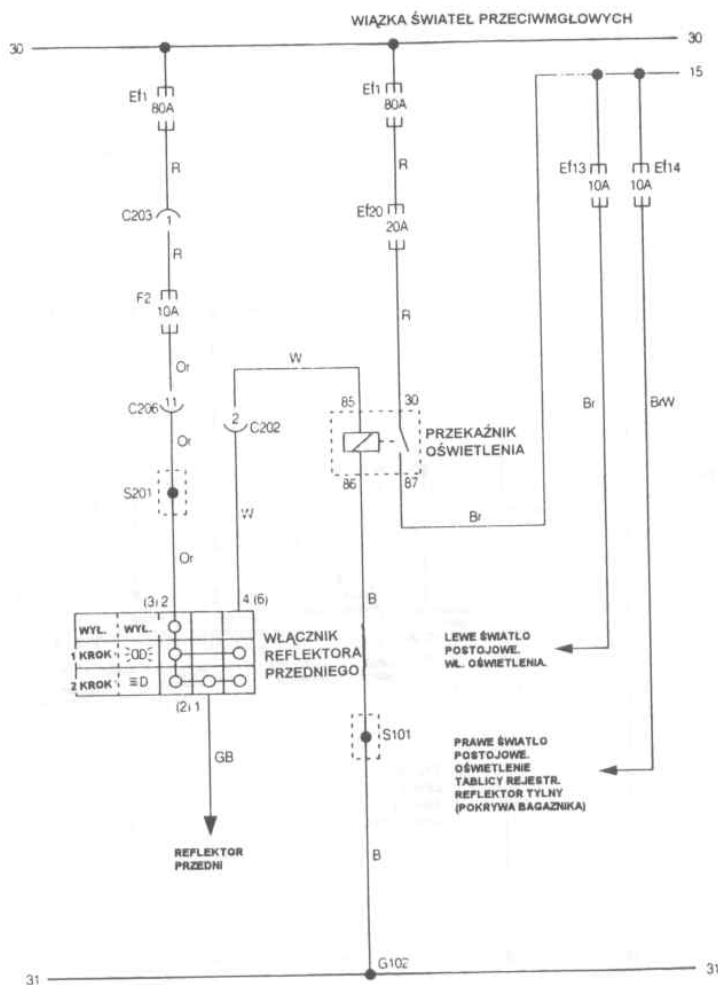 WIĄZKA ŚWIATEŁ PRZECIWMGŁOWYCH
30
30
15
Ef1
80A
Ef1
80A
Ef13
10A
Ef14
10A
R
R
C203
1
Ef20
20A
R
F2
10A
R
Or
W
C206
11
2
C202
85
30
Br
BrW
Or
PRZEKAŹNIK
OŚWIETLENIA
86
87
S201
W
Br
Or
B
(3) 2
4 (6)
WYŁ.
WYŁ.
1 KROK
2 KROK
WŁĄCZNIK
REFLEKTORA
PRZEDNIEGO
(2) 1
LEWE ŚWIATŁO
POSTOJOWE.
WŁ. OŚWIETLENIA.
GB
S101
PRAWE ŚWIATŁO
POSTOJOWE.
OŚWIETLENIE
TABLICY REJESTR.
REFLEKTOR TYLNY
(POKRYWA BAGAZNIKA)
REFLEKTOR
PRZEDNI
B
G102
31
31